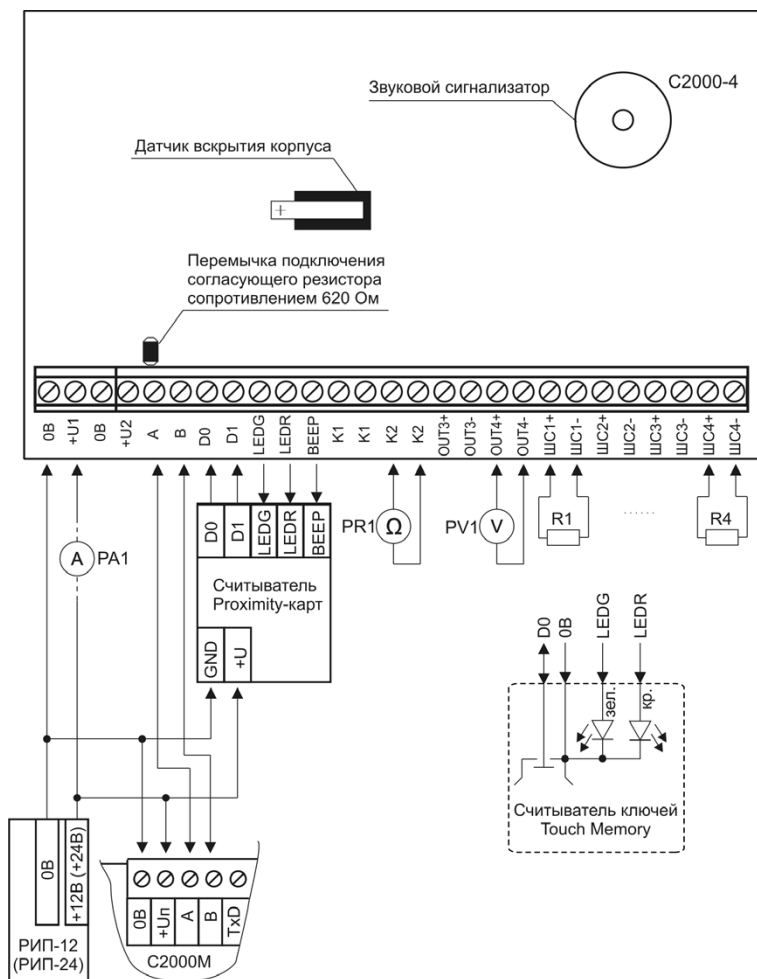 Звуковой сигнализатор
С2000-4
Датчик вскрытия корпуса
Перемычка подключения
согласующего резистора
сопротивлением 620 Ом
0В
+U1
0В
+U2
A
B
D0
D1
LEDG
LEDR
BEEP
K1
K1
K2
K2
OUT3+
OUT3-
OUT4+
OUT4-
ШС1+
ШС1-
ШС2+
ШС2-
ШС3+
ШС3-
ШС4+
ШС4-
D0
D1
LEDG
LEDR
BEEP
PR1
Ω
PV1
V
R1
......
R4
A
PA1
Считыватель
Proximity-карт
GND
+U
D0
0В
LEDG
LEDR
зел.
кр.
Считыватель ключей
Touch Memory
0В
+12В (+24В)
РИП-12
(РИП-24)
0В
+Uп
A
B
TxD
С2000М